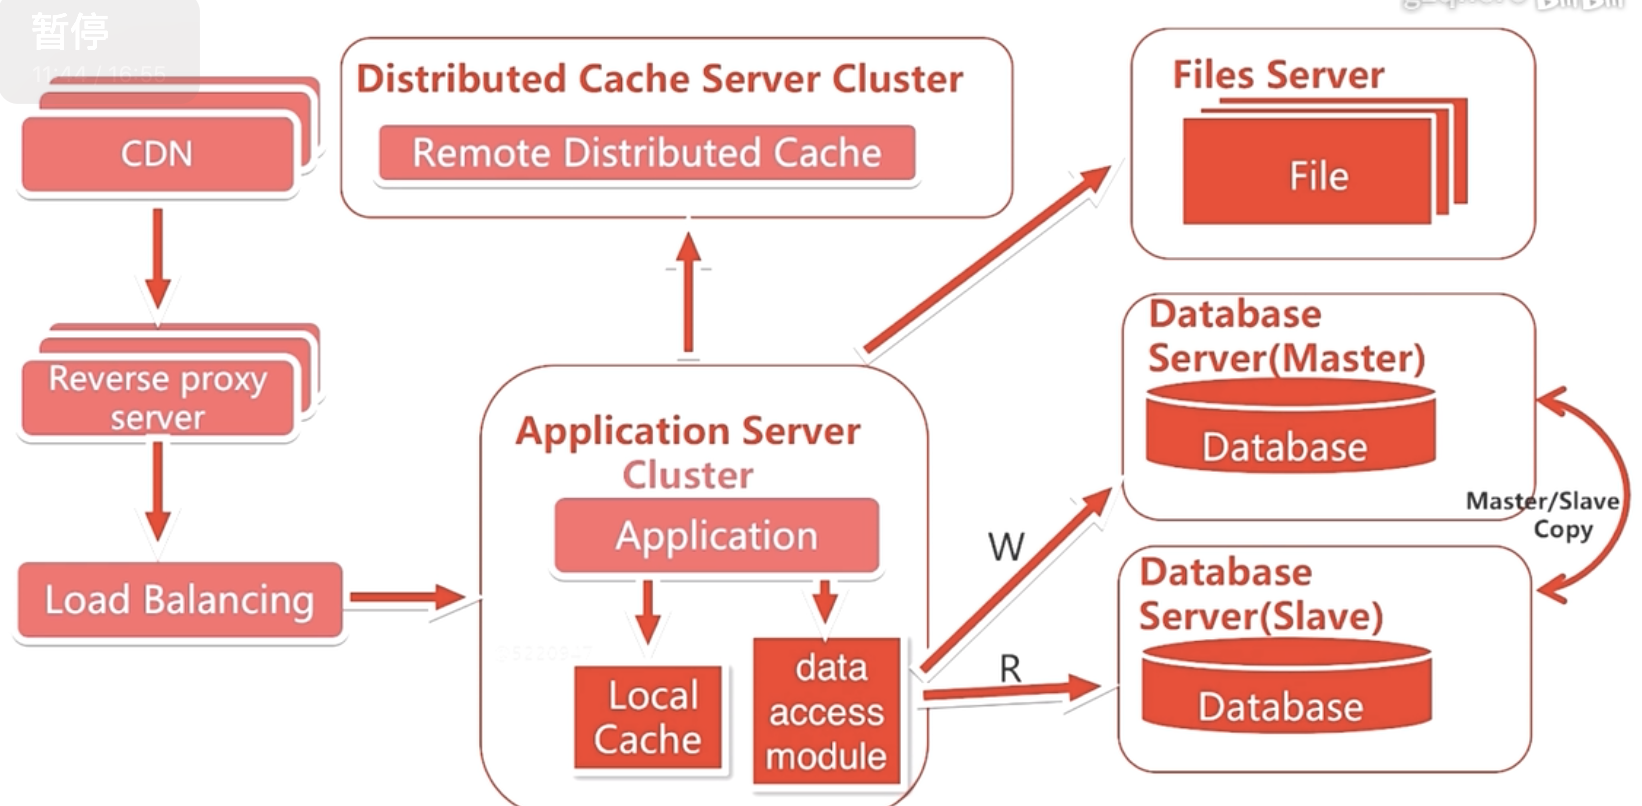 暂停
11:44 / 16:55
CDN
Reverse proxy
server
Load Balancing
Distributed Cache Server Cluster
Remote Distributed Cache
Application Server
Cluster
Application
Local
Cache
data
access
module
Files Server
File
W
R
Database
Server(Master)
Database
Master/Slave
Copy
Database
Server(Slave)
Database